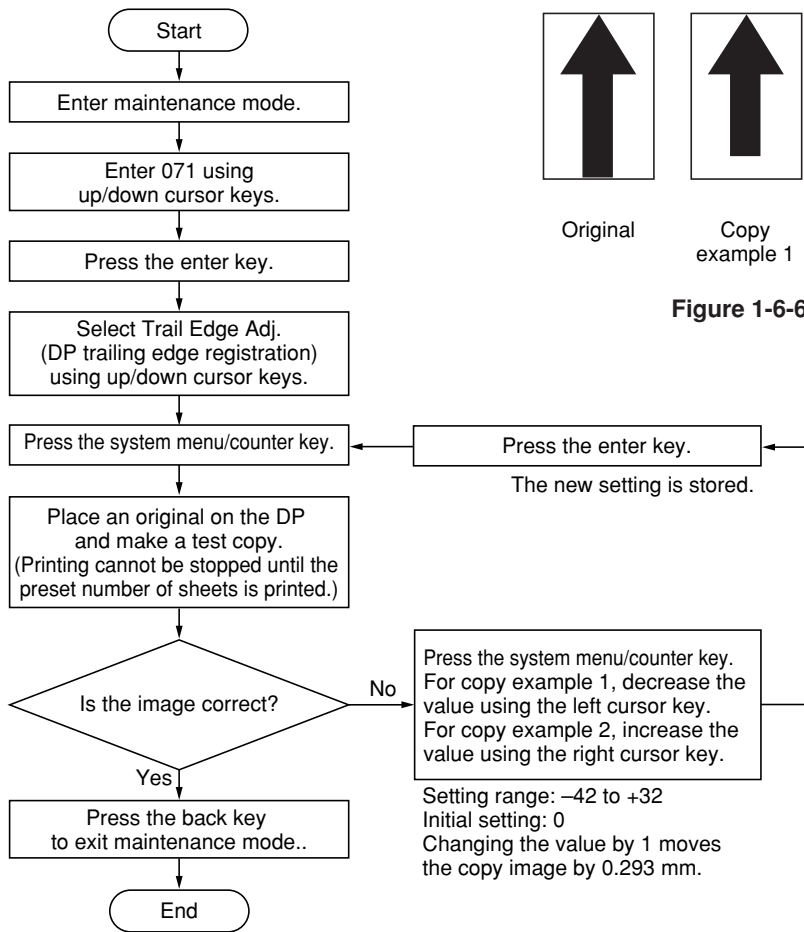 Start
Enter maintenance mode.
Enter 071 using
up/down cursor keys.
Press the enter key.
Select Trail Edge Adj.
(DP trailing edge registration)
using up/down cursor keys.
Press the system menu/counter key.
Place an original on the DP
and make a test copy.
(Printing cannot be stopped until the
preset number of sheets is printed.)
Is the image correct?
Yes
No
Press the back key
to exit maintenance mode..
End
Press the enter key.
The new setting is stored.
Press the system menu/counter key.
For copy example 1, decrease the
value using the left cursor key.
For copy example 2, increase the
value using the right cursor key.
Setting range: –42 to +32
Initial setting: 0
Changing the value by 1 moves
the copy image by 0.293 mm.
Original
Copy
example 1
Figure 1-6-6